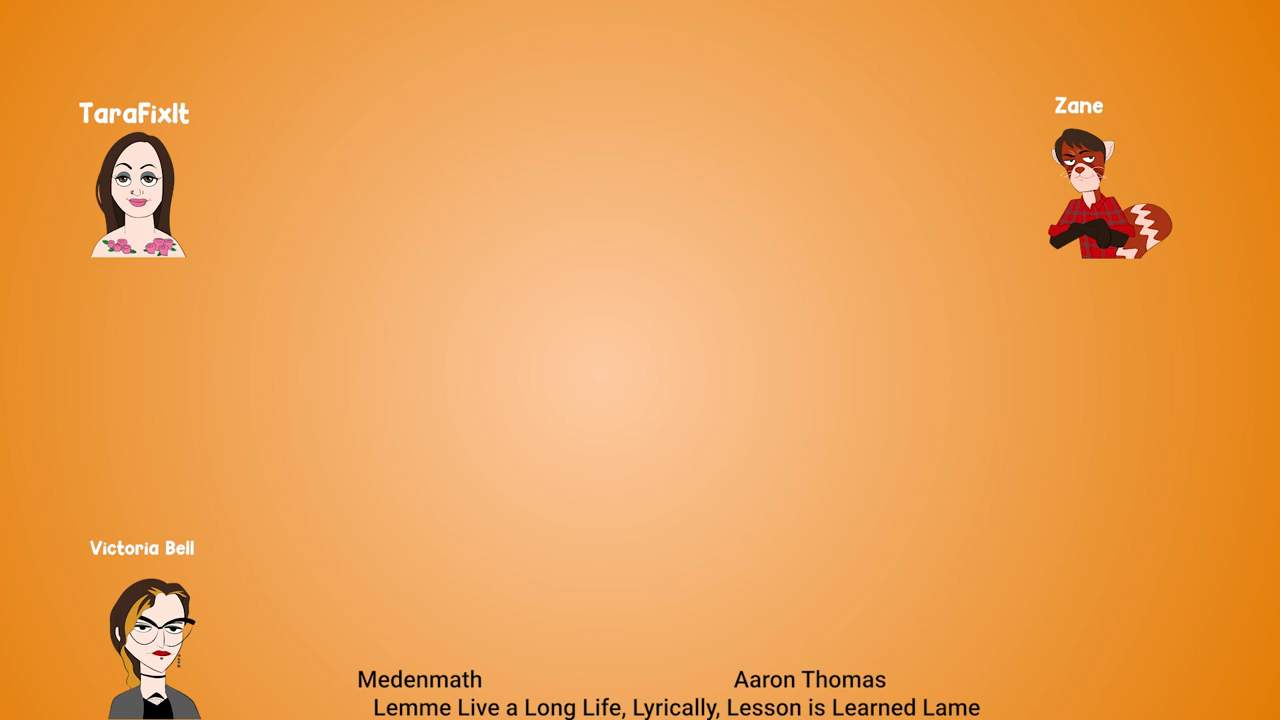 TaraFixIt
Zane
Victoria Bell
Medenmath
Aaron Thomas
Lemme Live a Long Life, Lyrically, Lesson is Learned Lame